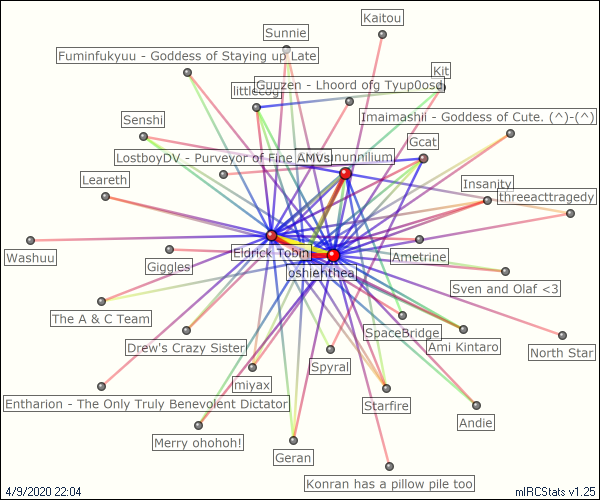 Kaitou
Sunnie
Fuminfukyuu - Goddess of Staying up Late
Kit
Guuzen - Lhoord ofg Tyup0osd
Imaimashii - Goddess of Cute. (^)-(^)
Senshi
Gcat
LostboyDV - Purveyor of Fine AMVs
Leareth
Insanity
threeacttragedy
Washuu
Eldrick Tobin
Ametrine
Giggles
oshienthea
Sven and Olaf <3
The A & C Team
SpaceBridge
Ami Kintaro
Drew's Crazy Sister
North Star
Spyral
miyax
Entharion - The Only Truly Benevolent Dictator
Starfire
Andie
Merry ohohoh!
Geran
Konran has a pillow pile too
4/9/2020 22:04
mIRCStats v1.25